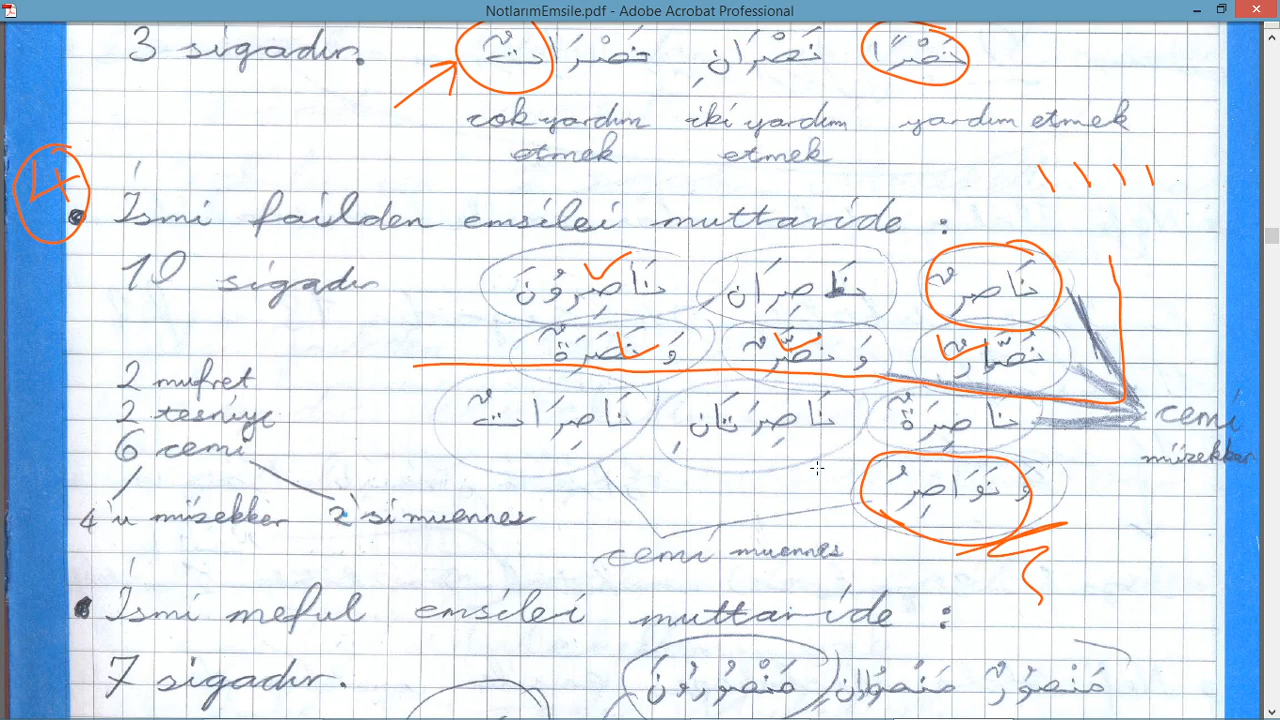 NotlarımEmsile.pdf - Adobe Acrobat Professional
3 sigadır. نَصْرًا نَصْرَانِ نَصْرَاتٌ
yardım etmek iki yardım etmek çok yardım etmek
4
İsmi failden emsilei muttaride :
10 sigadır نَاصِرٌ نَاصِرَانِ نَاصِرُونَ
نُصَّارٌ وَ نُصَّرٌ وَ نَصَرَةٌ
2 mufret
2 tesniye نَاصِرَةٌ نَاصِرَتَانِ نَاصِرَاتٌ cemi müzekker
6 cemi
وَ نَوَاصِرُ
4'ü müzekker 2'si muennes
cemi muennes
İsmi meful emsilei muttaride :
7 sigadır. مَنْصُورٌ مَنْصُورَانِ مَنْصُورُونَ